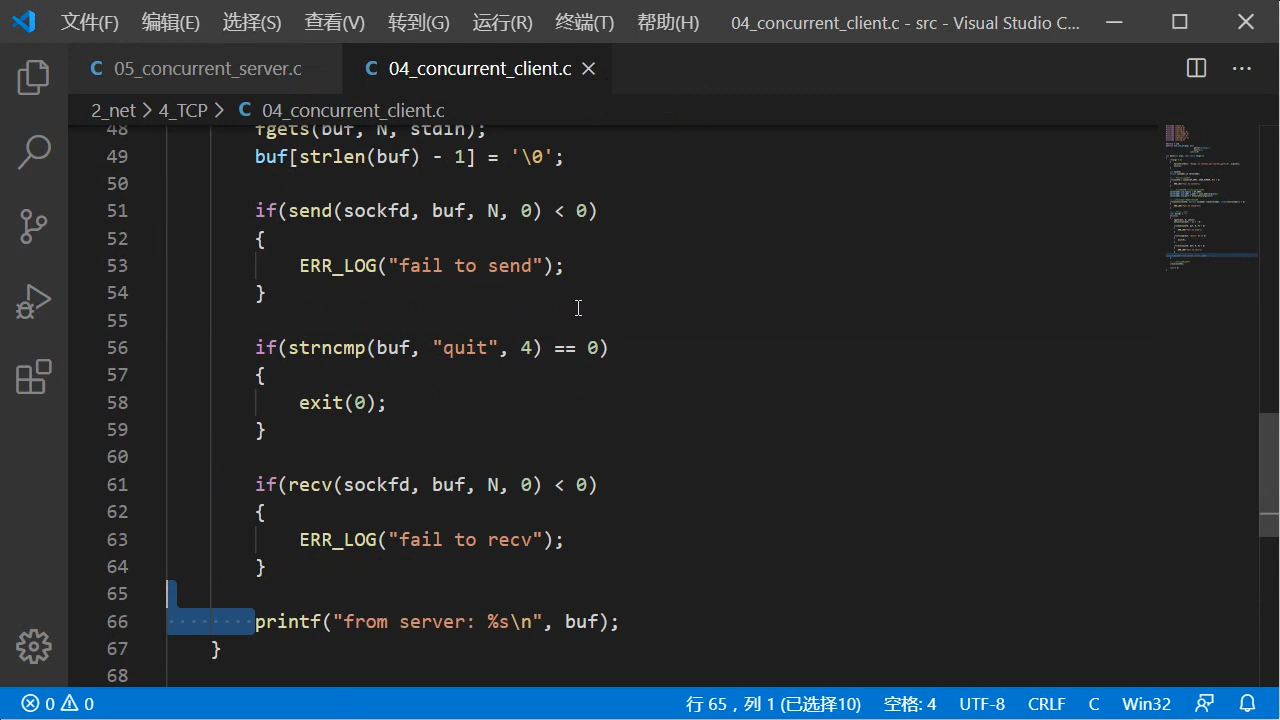 文件(F) 编辑(E) 选择(S) 查看(V) 转到(G) 运行(R) 终端(T) 帮助(H) 04_concurrent_client.c - src - Visual Studio C...
05_concurrent_server.c 04_concurrent_client.c
2_net > 4_TCP > C 04_concurrent_client.c
48 fgets(buf, N, stdin);
49 buf[strlen(buf) - 1] = '\0';
50
51 if(send(sockfd, buf, N, 0) < 0)
52 {
53 ERR_LOG("fail to send");
54 }
55
56 if(strncmp(buf, "quit", 4) == 0)
57 {
58 exit(0);
59 }
60
61 if(recv(sockfd, buf, N, 0) < 0)
62 {
63 ERR_LOG("fail to recv");
64 }
65
66 printf("from server: %s\n", buf);
67 }
68
0 0 行 65，列 1 (已选择10) 空格: 4 UTF-8 CRLF C Win32